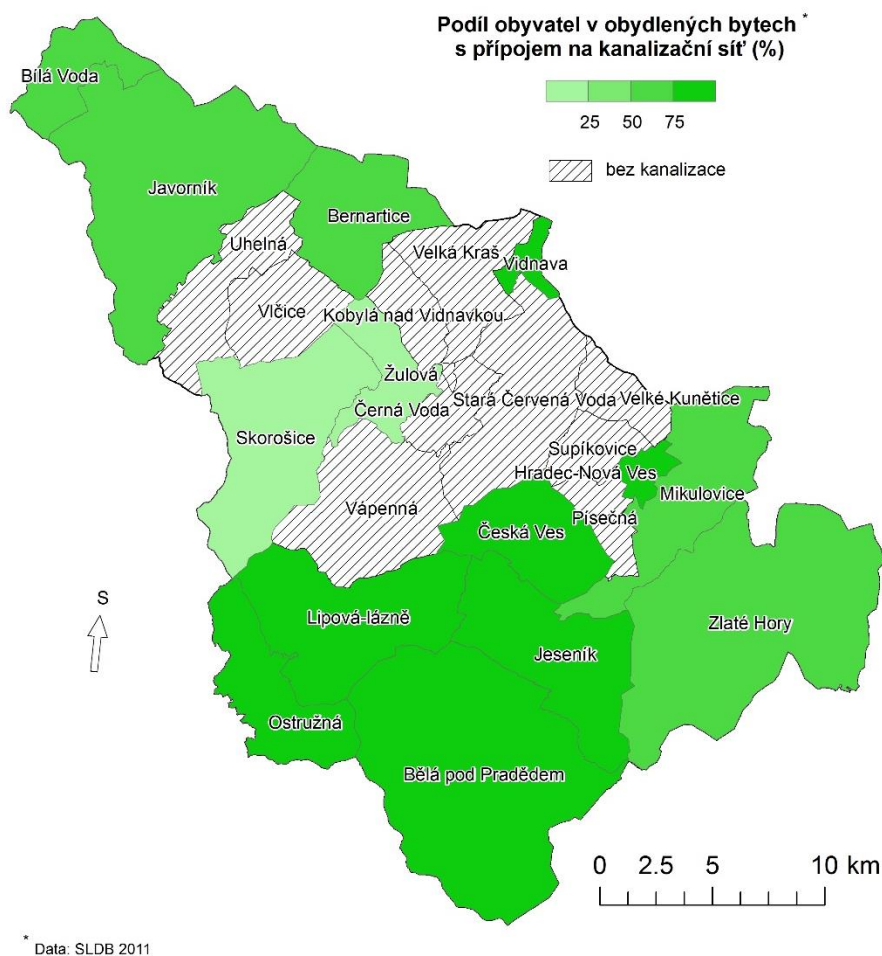 Podíl obyvatel v obydlených bytech *
s přípojem na kanalizační síť (%)
25 50 75
bez kanalizace
Bílá Voda
Javorník
Bernartice
Uhelná
Velká Kraš
Vidnava
Vlčice
Kobylá nad Vidnavkou
Žulová
Černá Voda
Stará Červená Voda
Velké Kunětice
Skorošice
Supíkovice
Hradec-Nová Ves
Mikulovice
Vápenná
Písečná
Česká Ves
Lipová-lázně
Zlaté Hory
Jeseník
Ostružná
Bělá pod Pradědem
S
0 2.5 5 10 km
* Data: SLDB 2011